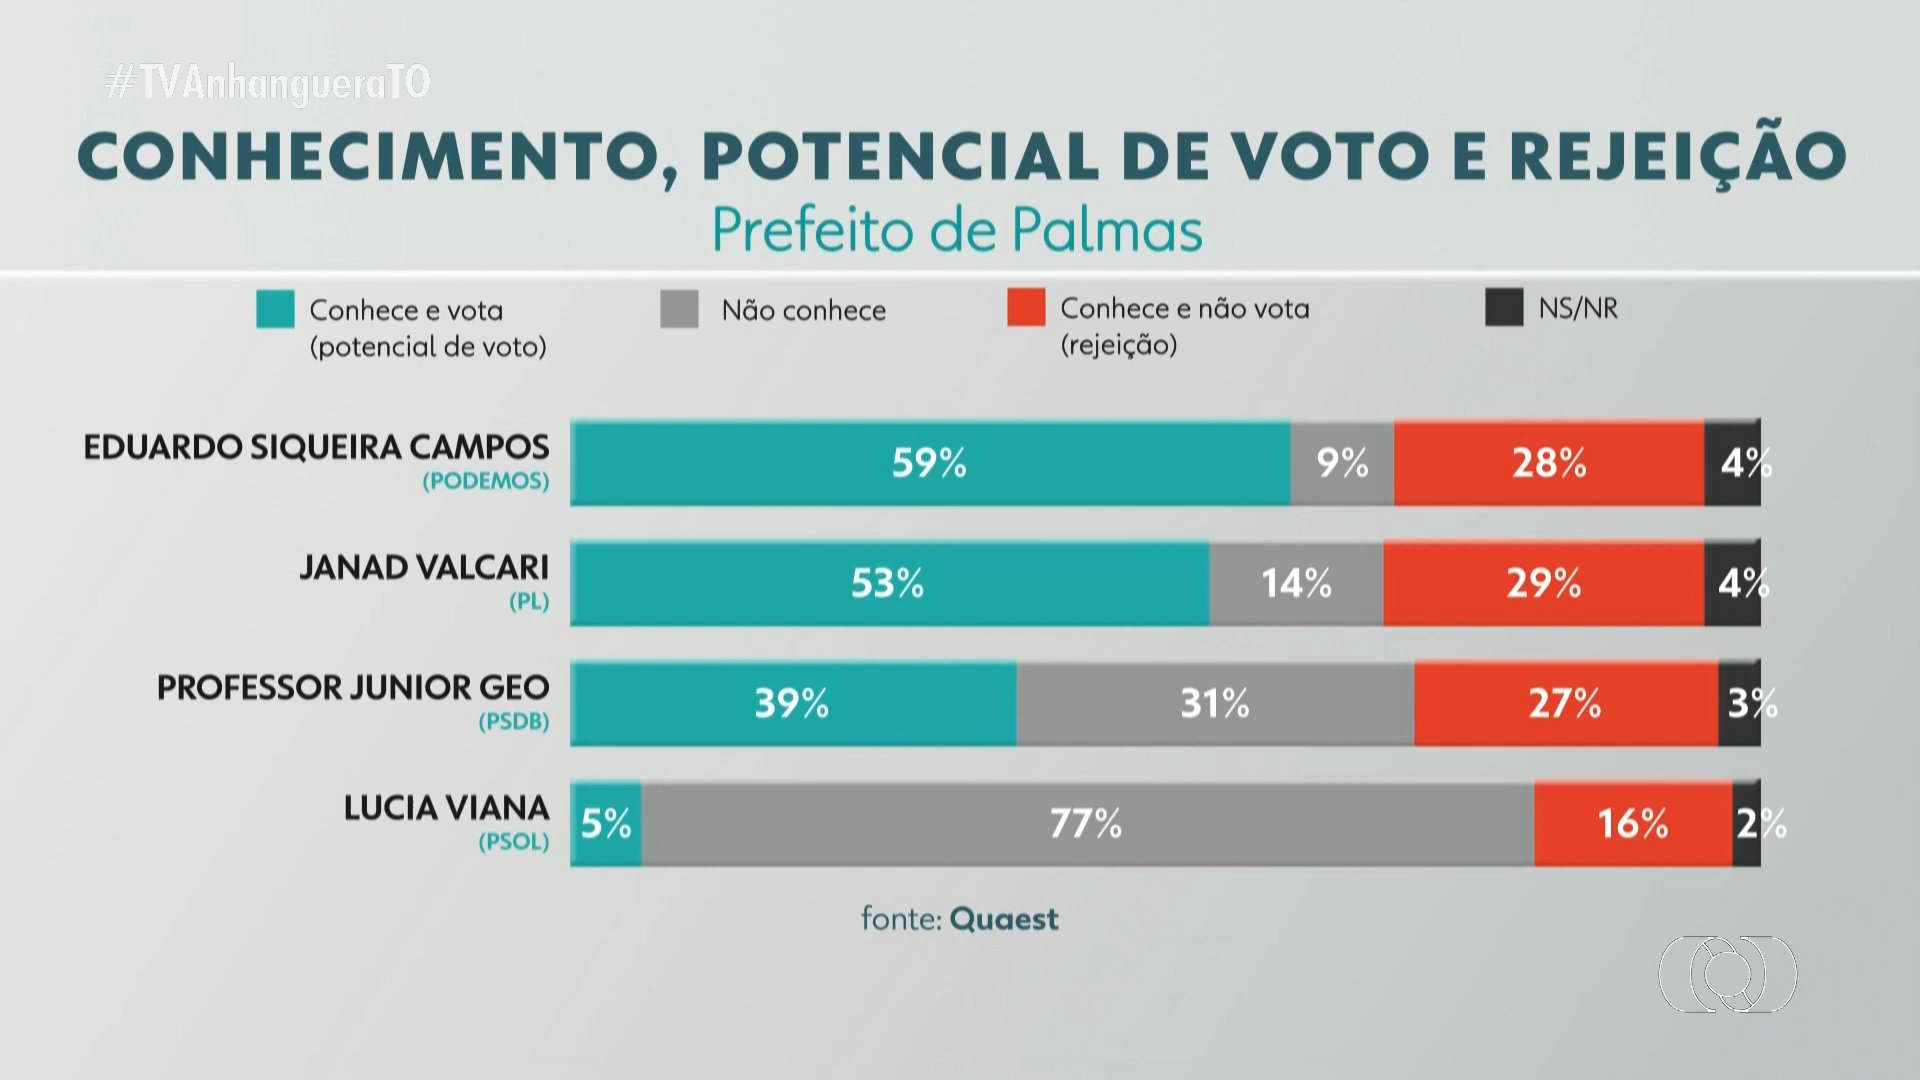 #TVAnhangueraTO
CONHECIMENTO, POTENCIAL DE VOTO E REJEIÇÃO
Prefeito de Palmas
Conhece e vota
(potencial de voto)
Não conhece
Conhece e não vota
(rejeição)
NS/NR
EDUARDO SIQUEIRA CAMPOS
(PODEMOS)
59% 9% 28% 4%
JANAD VALCARI
(PL)
53% 14% 29% 4%
PROFESSOR JUNIOR GEO
(PSDB)
39% 31% 27% 3%
LUCIA VIANA
(PSOL)
5% 77% 16% 2%
fonte: Quaest